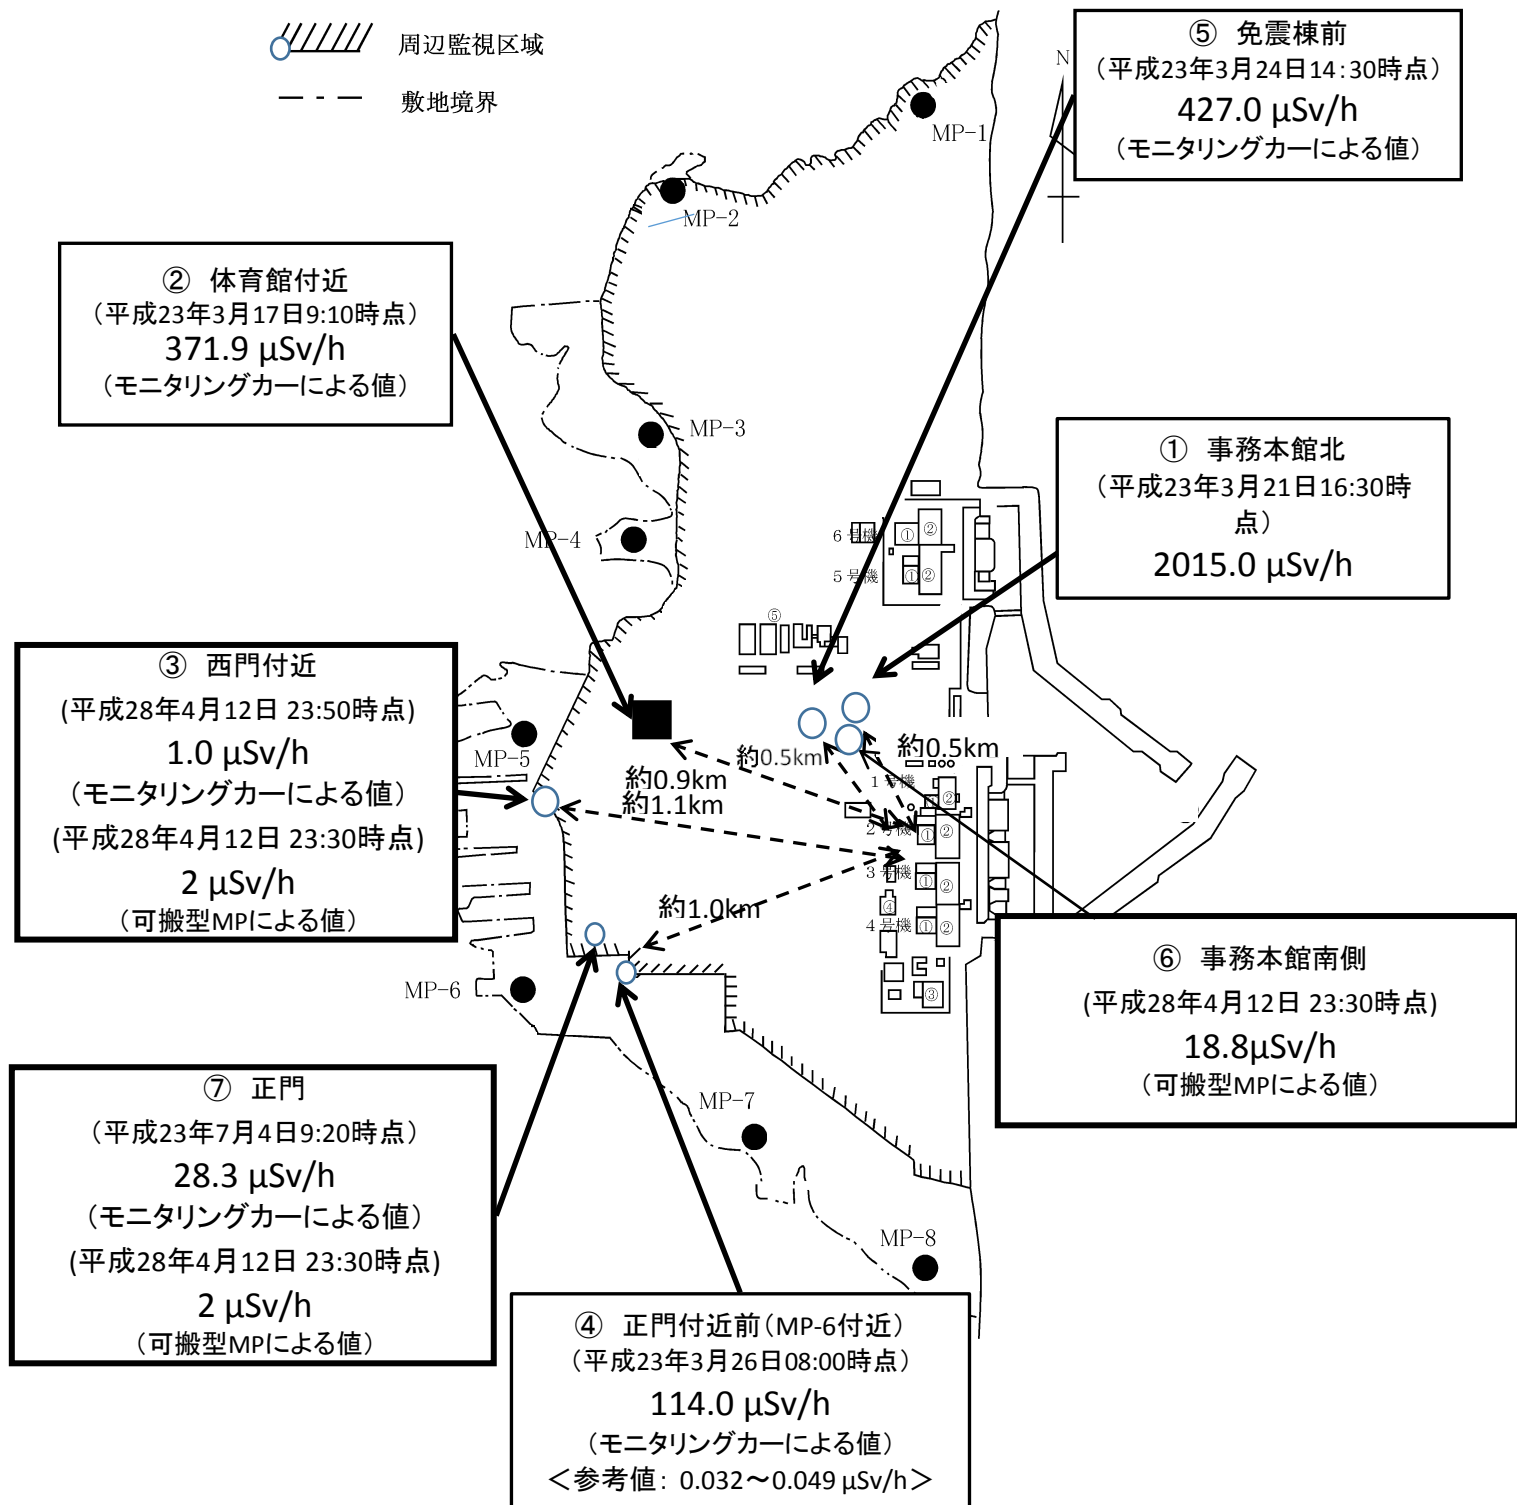 周辺監視区域
敷地境界
⑤ 免震棟前
（平成23年3月24日14:30時点）
427.0 μSv/h
（モニタリングカーによる値）
N
MP-1
MP-2
② 体育館付近
（平成23年3月17日9:10時点）
371.9 μSv/h
（モニタリングカーによる値）
MP-3
① 事務本館北
（平成23年3月21日16:30時
点）
2015.0 μSv/h
MP-4
6号機
① ②
5号機
① ②
⑤
③ 西門付近
(平成28年4月12日 23:50時点)
1.0 μSv/h
（モニタリングカーによる値）
(平成28年4月12日 23:30時点)
2 μSv/h
（可搬型MPによる値）
MP-5
約0.5km
約0.5km
約0.9km
約1.1km
1号機
②
2号機
① ②
3号機
① ②
④
4号機
① ②
約1.0km
③
MP-6
⑥ 事務本館南側
(平成28年4月12日 23:30時点)
18.8μSv/h
（可搬型MPによる値）
⑦ 正門
（平成23年7月4日9:20時点）
28.3 μSv/h
（モニタリングカーによる値）
(平成28年4月12日 23:30時点)
2 μSv/h
（可搬型MPによる値）
MP-7
MP-8
④ 正門付近前（MP-6付近）
（平成23年3月26日08:00時点）
114.0 μSv/h
（モニタリングカーによる値）
＜参考値: 0.032～0.049 μSv/h＞